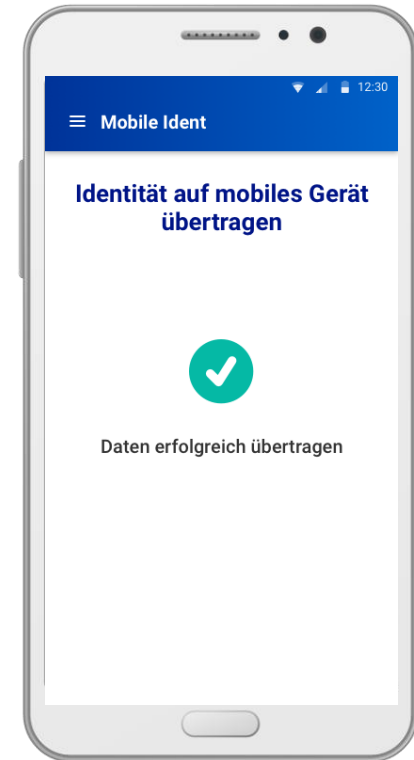 12:30
Mobile Ident
Identität auf mobiles Gerät
übertragen
Daten erfolgreich übertragen